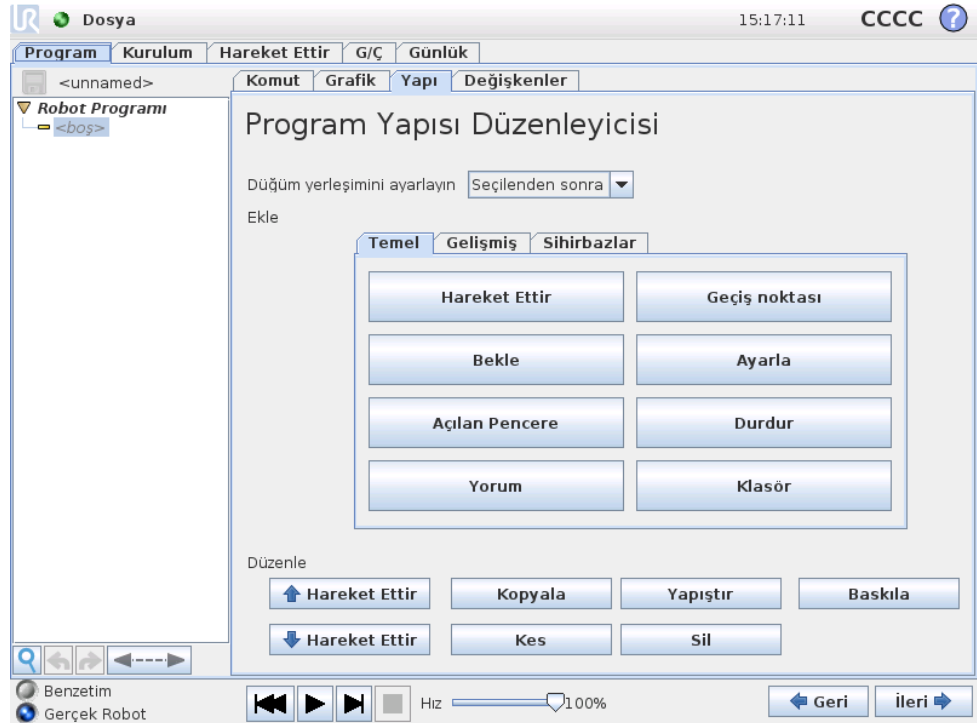 UR Dosya 15:17:11 CCCC ?
Program Kurulum Hareket Ettir G/Ç Günlük
<unnamed>
Komut Grafik Yapı Değişkenler
Robot Programı
<boş>
Program Yapısı Düzenleyicisi
Düğüm yerleşimini ayarlayın Seçilenden sonra
Ekle
Temel Gelişmiş Sihirbazlar
Hareket Ettir Geçiş noktası
Bekle Ayarla
Açılan Pencere Durdur
Yorum Klasör
Düzenle
Hareket Ettir Kopyala Yapıştır Baskıla
Hareket Ettir Kes Sil
Benzetim
Gerçek Robot
Hız 100%
Geri İleri